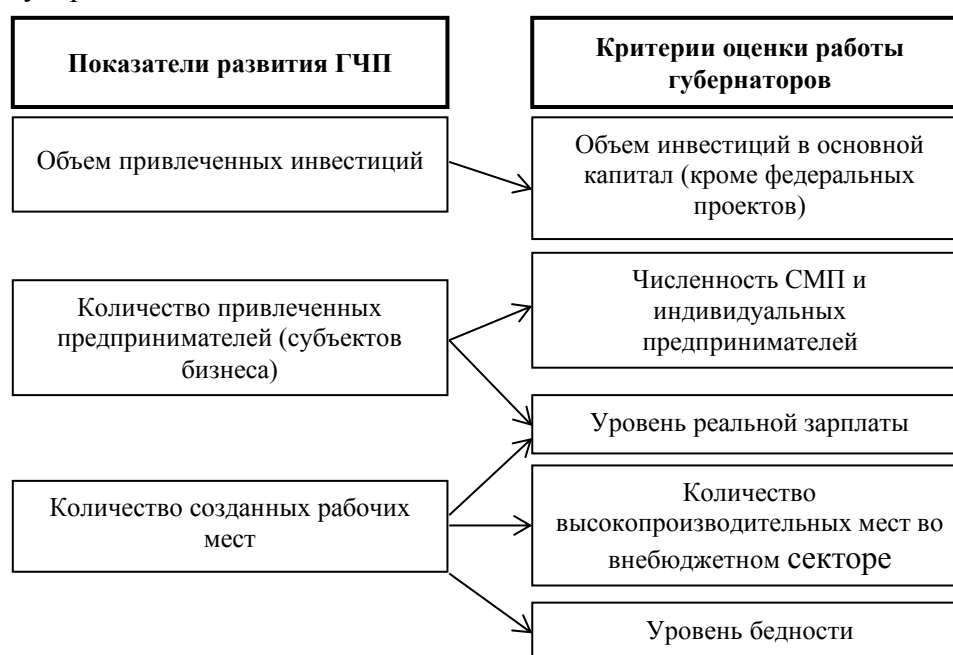 Показатели развития ГЧП
Критерии оценки работы
губернаторов
Объем привлеченных инвестиций
Объем инвестиций в основной
капитал (кроме федеральных
проектов)
Количество привлеченных
предпринимателей (субъектов
бизнеса)
Численность СМП и
индивидуальных
предпринимателей
Уровень реальной зарплаты
Количество созданных рабочих
мест
Количество
высокопроизводительных мест во
внебюджетном секторе
Уровень бедности